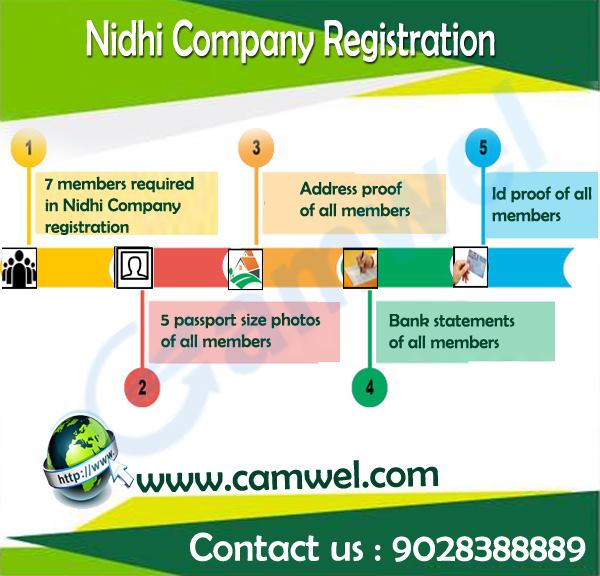 Nidhi Company Registration
1
7 members required
in Nidhi Company
registration
2
5 passport size photos
of all members
3
Address proof
of all members
4
Bank statements
of all members
5
Id proof of all
members
Camwel
http://www.
www.camwel.com
Contact us : 9028388889